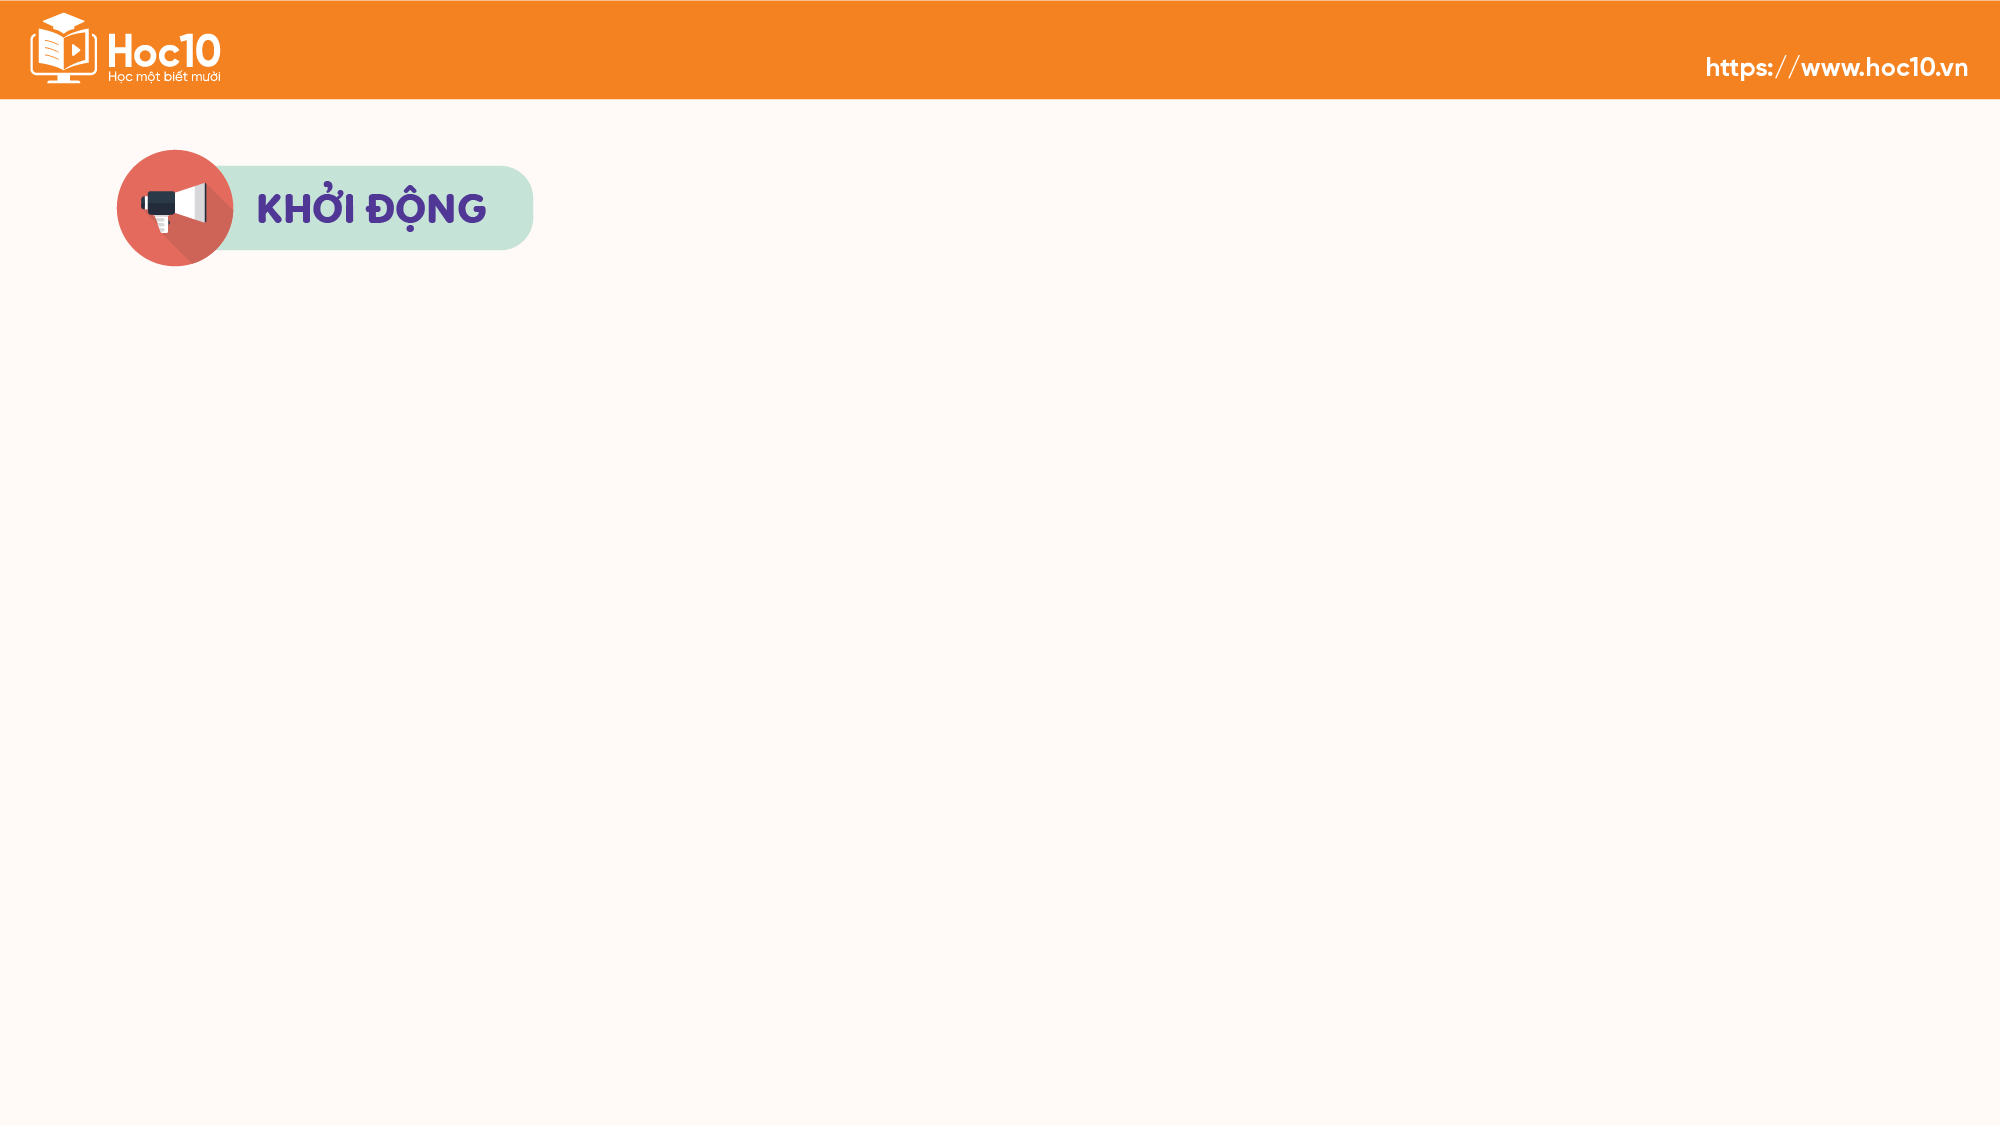 Hoc10
Học một biết mười
https://www.hoc10.vn
KHỞI ĐỘNG